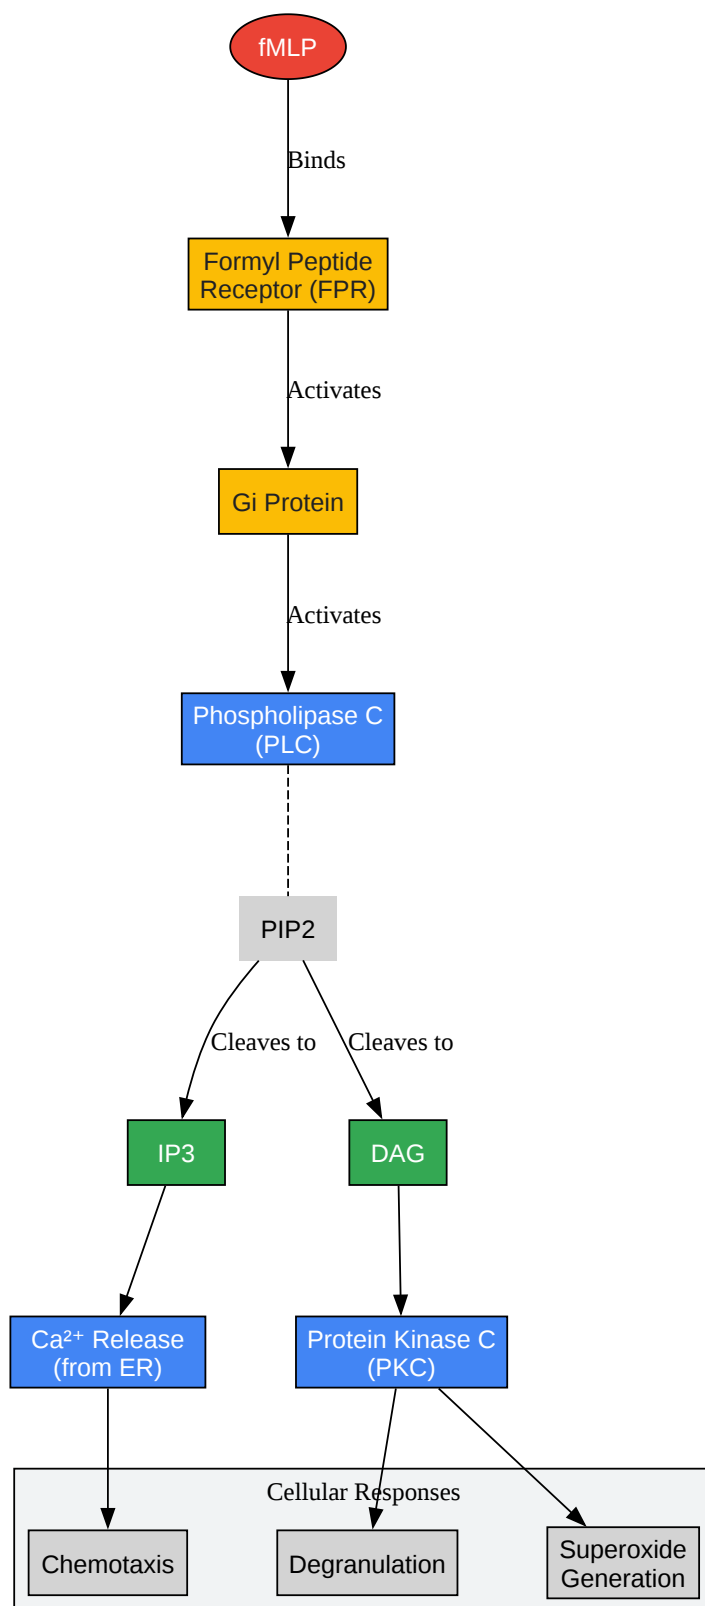 fMLP
Binds
Formyl Peptide
Receptor (FPR)
Activates
Gi Protein
Activates
Phospholipase C
(PLC)
PIP2
Cleaves to
Cleaves to
IP3
DAG
Ca²⁺ Release
(from ER)
Protein Kinase C
(PKC)
Cellular Responses
Chemotaxis
Degranulation
Superoxide
Generation